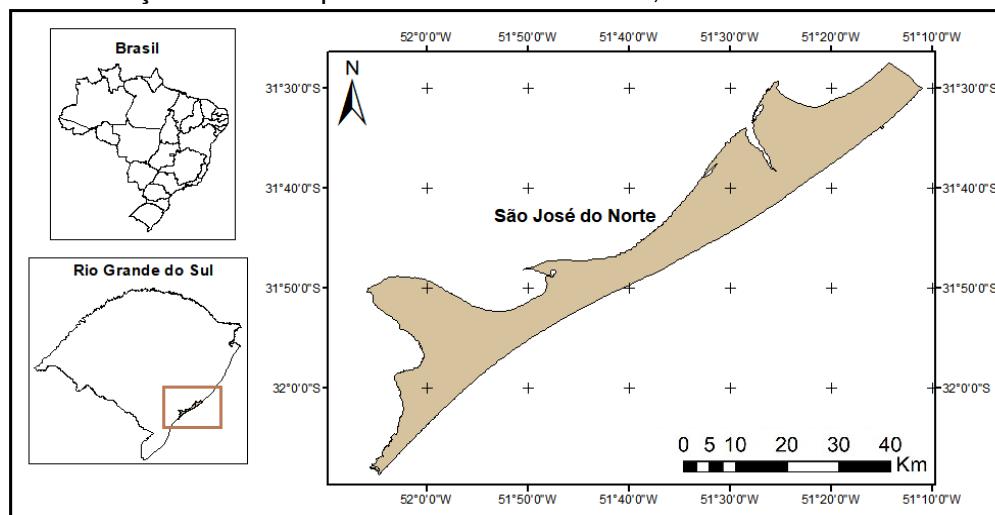 Brasil
Rio Grande do Sul
52°0'0"W 51°50'0"W 51°40'0"W 51°30'0"W 51°20'0"W 51°10'0"W
N
31°30'0"S 31°30'0"S
31°40'0"S 31°40'0"S
São José do Norte
31°50'0"S 31°50'0"S
32°0'0"S 32°0'0"S
0 5 10 20 30 40
Km
52°0'0"W 51°50'0"W 51°40'0"W 51°30'0"W 51°20'0"W 51°10'0"W